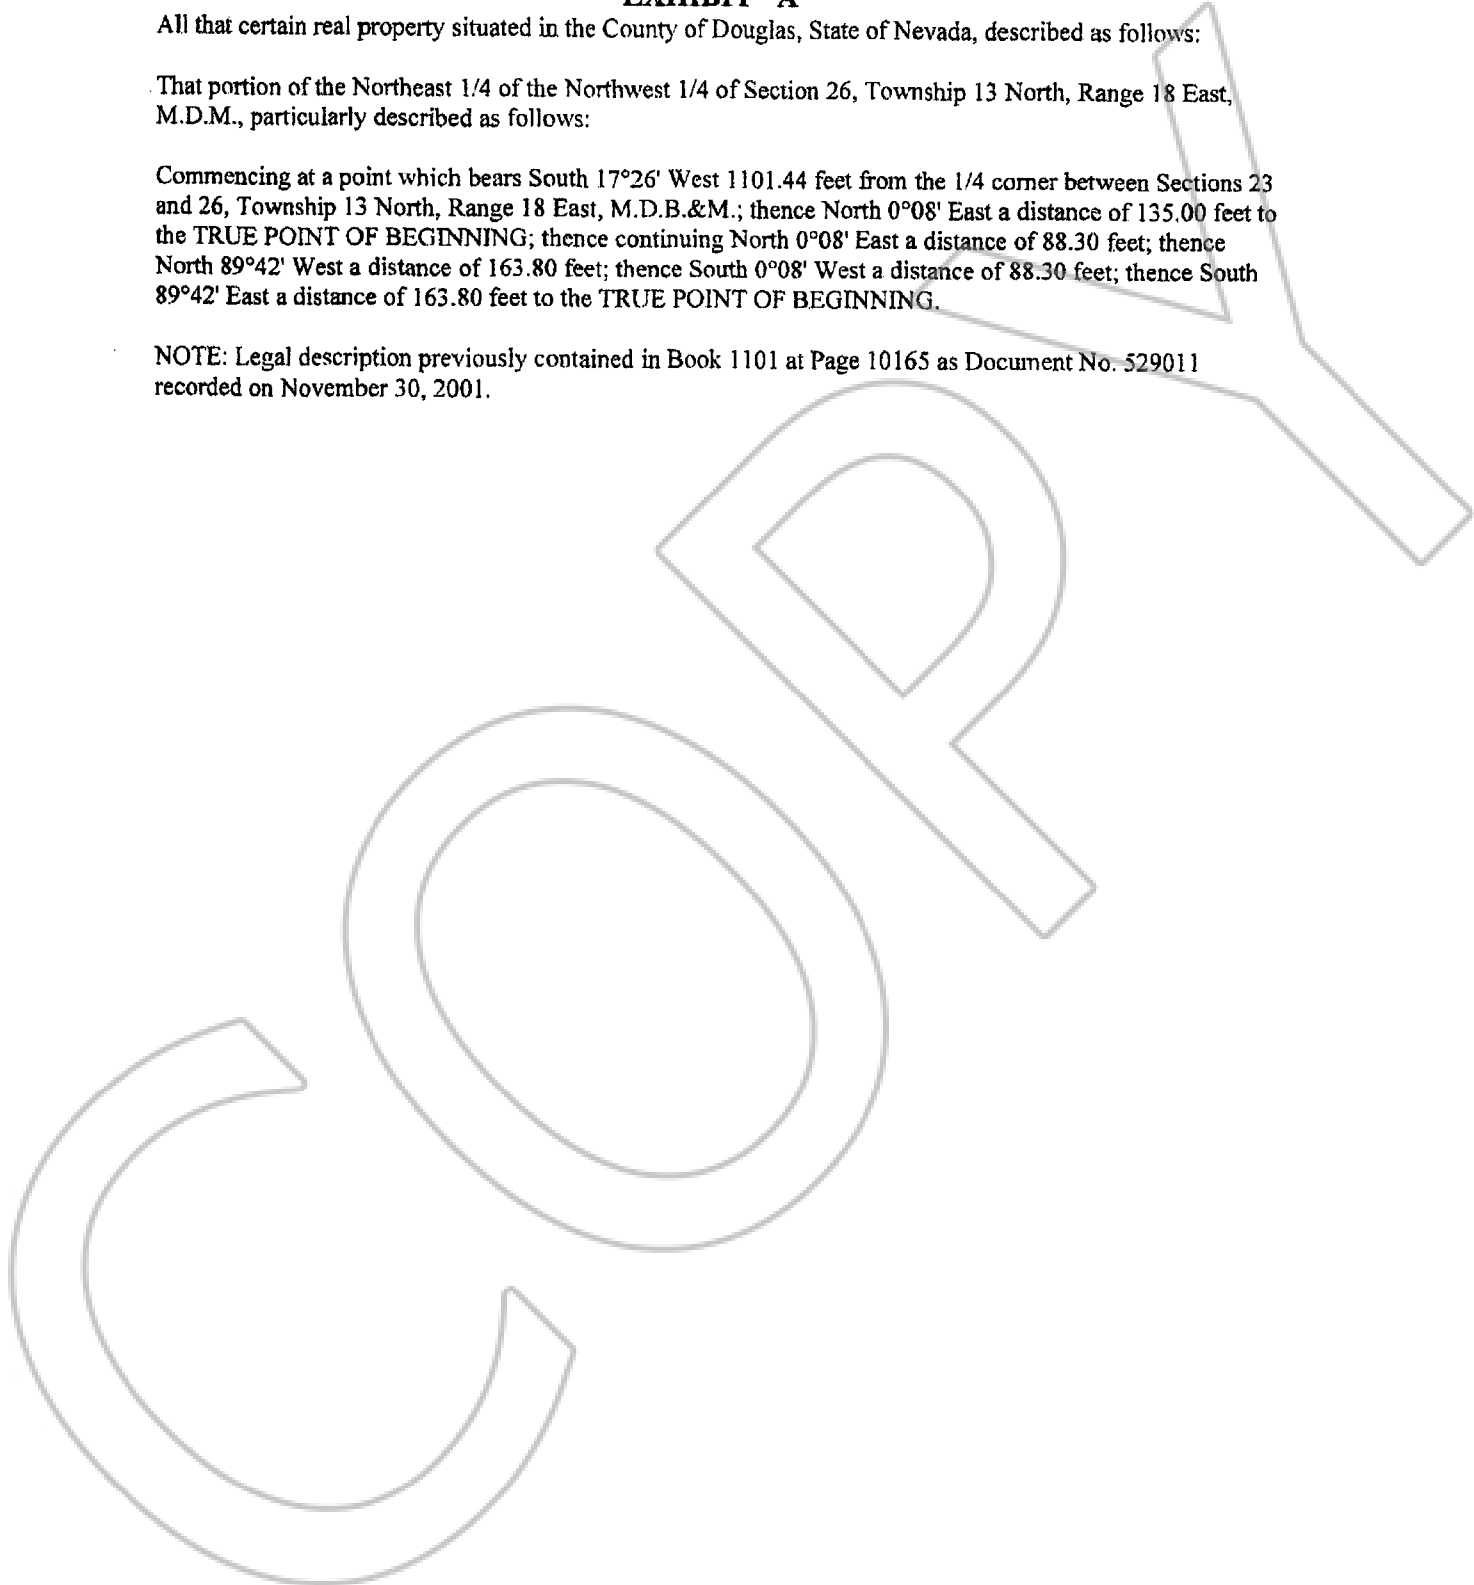 EXHIBIT "A"
All that certain real property situated in the County of Douglas, State of Nevada, described as follows:
That portion of the Northeast 1/4 of the Northwest 1/4 of Section 26, Township 13 North, Range 18 East,
M.D.M., particularly described as follows:
Commencing at a point which bears South 17°26' West 1101.44 feet from the 1/4 corner between Sections 23
and 26, Township 13 North, Range 18 East, M.D.B.&M.; thence North 0°08' East a distance of 135.00 feet to
the TRUE POINT OF BEGINNING; thence continuing North 0°08' East a distance of 88.30 feet; thence
North 89°42' West a distance of 163.80 feet; thence South 0°08' West a distance of 88.30 feet; thence South
89°42' East a distance of 163.80 feet to the TRUE POINT OF BEGINNING.
NOTE: Legal description previously contained in Book 1101 at Page 10165 as Document No. 529011
recorded on November 30, 2001.
COPY